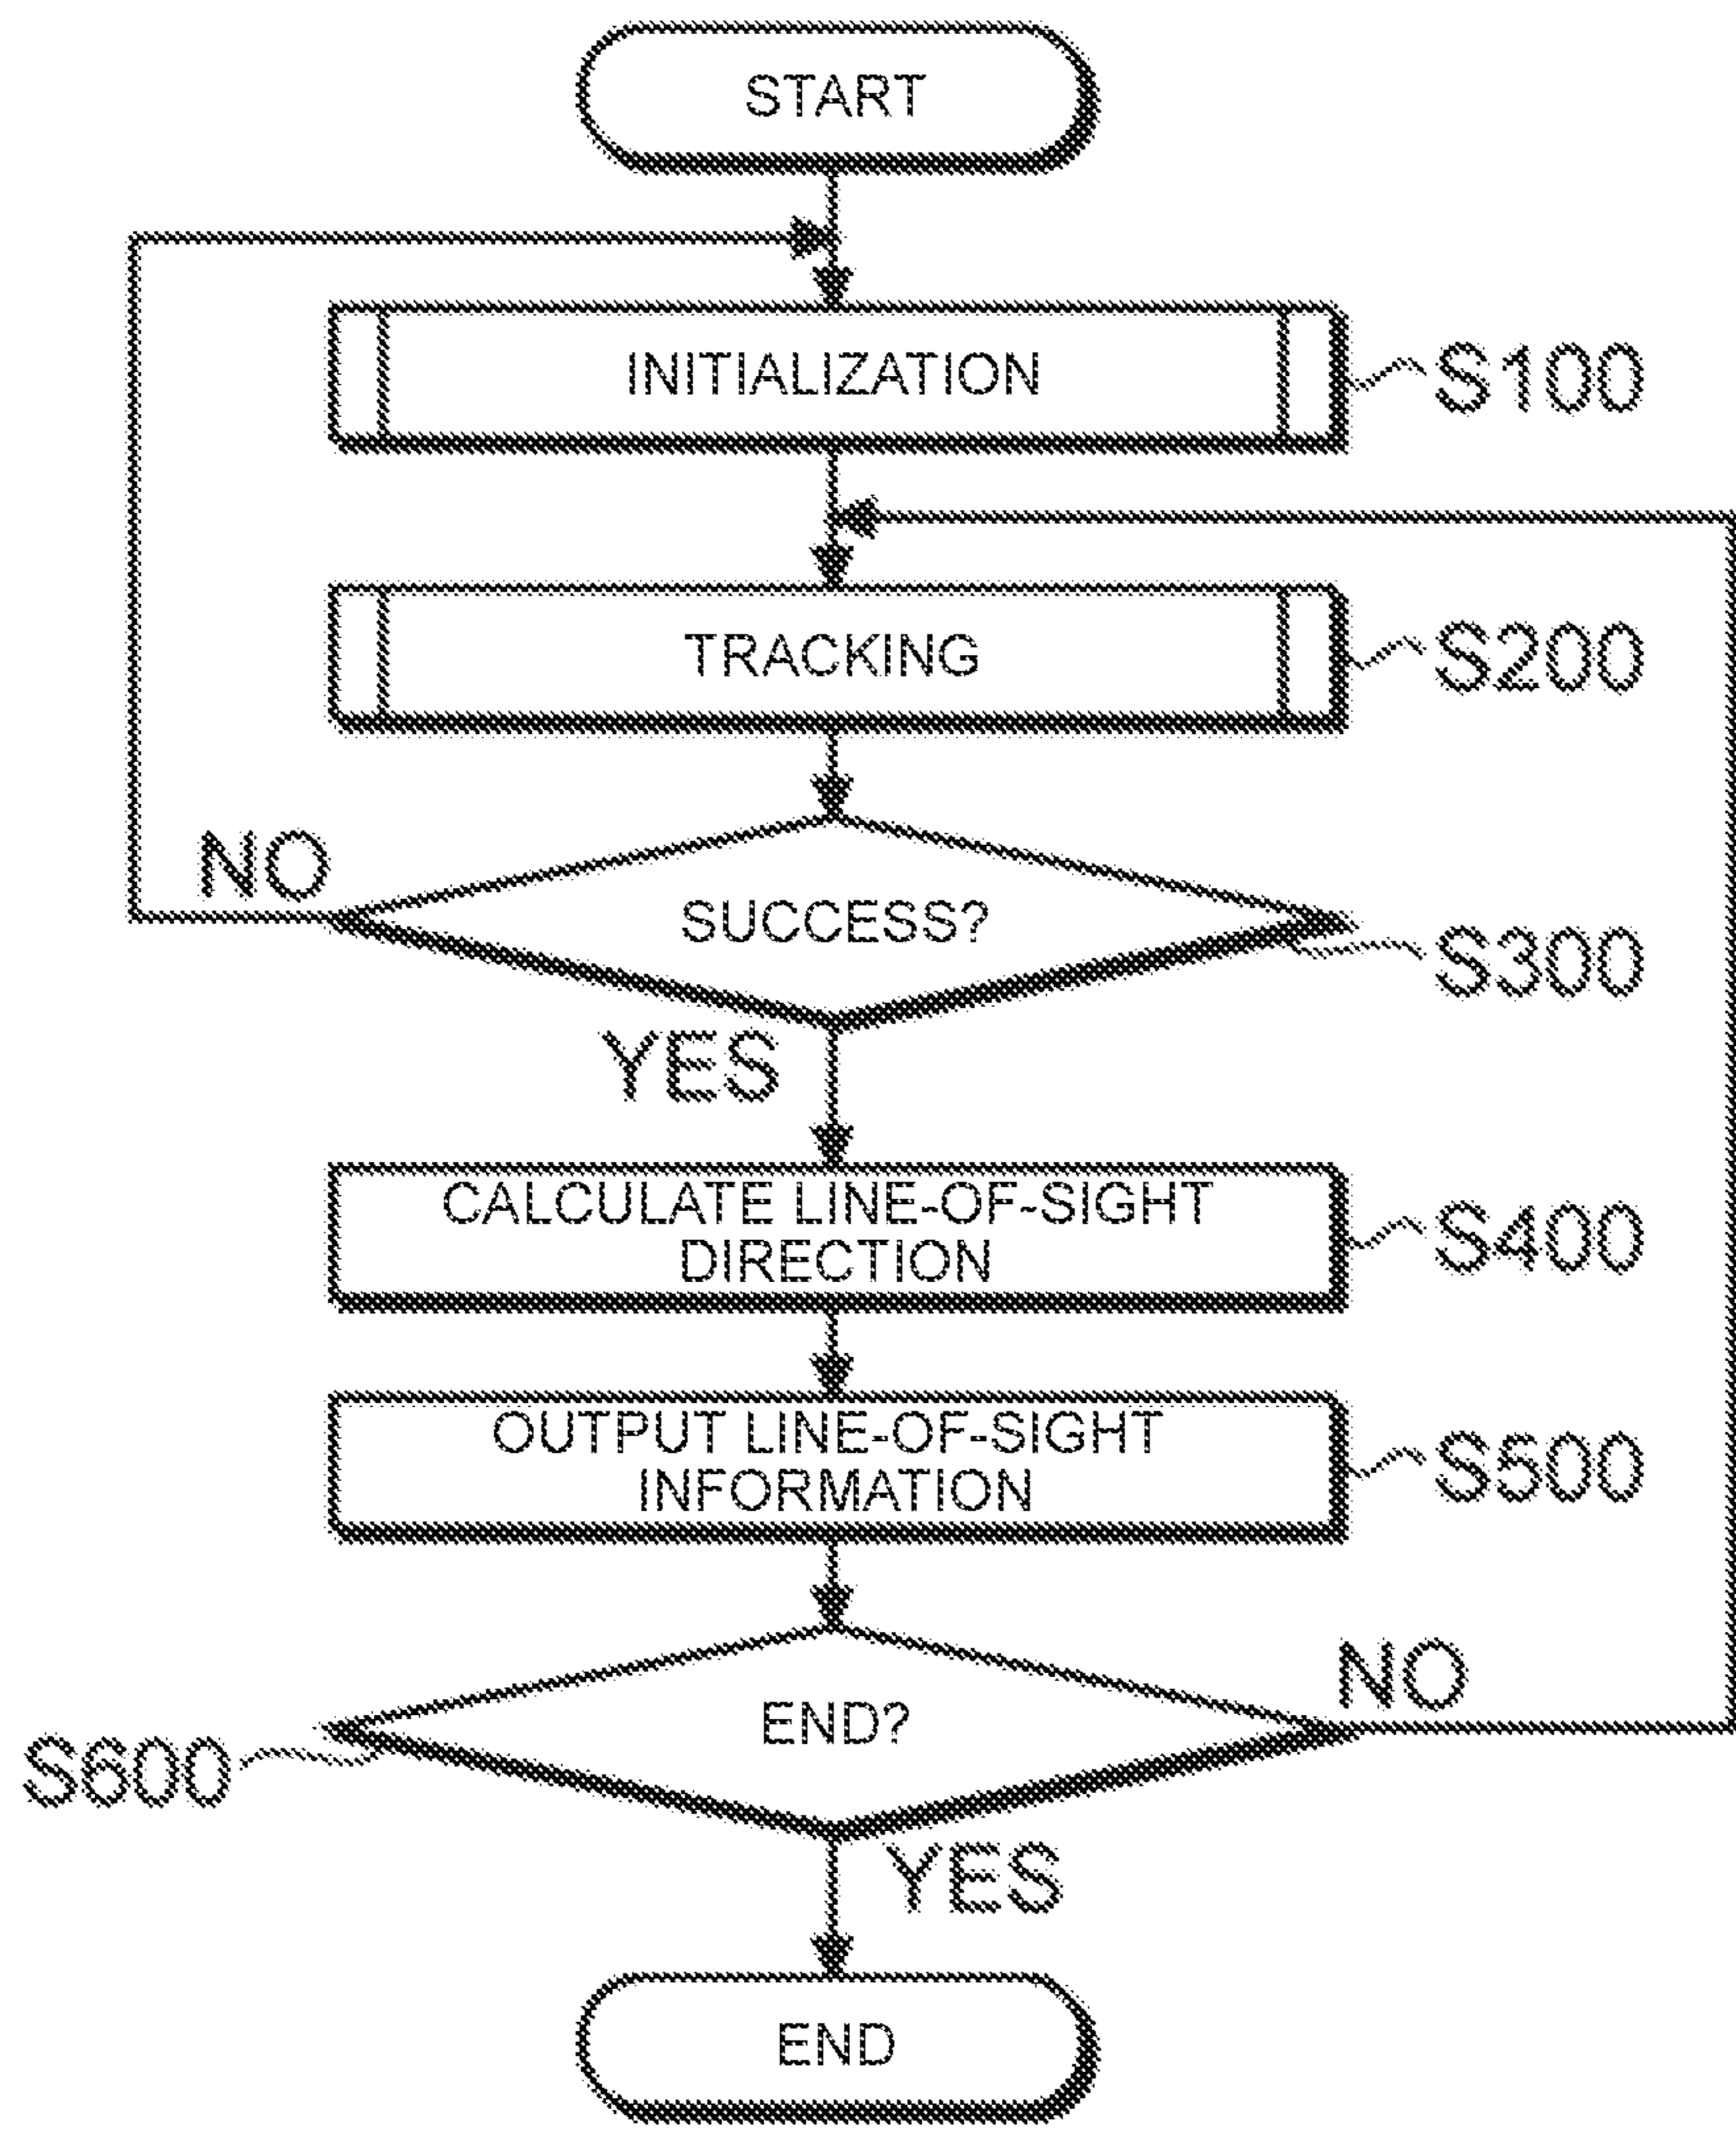 START
INITIALIZATION
S100
TRACKING
S200
NO
SUCCESS?
S300
YES
CALCULATE LINE-OF-SIGHT
DIRECTION
S400
OUTPUT LINE-OF-SIGHT
INFORMATION
S500
NO
END?
S600
YES
END